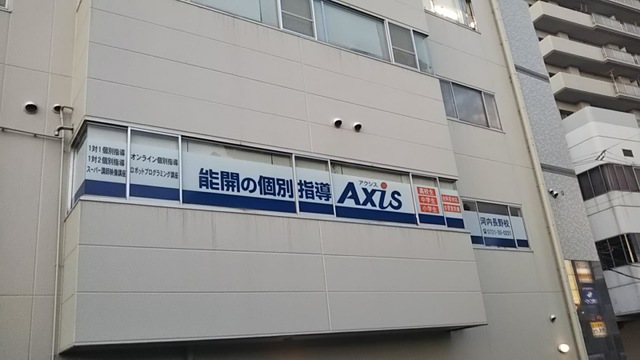 1対1個別指導
1対2個別指導
スーパー講師映像講座
オンライン個別指導
ロボットプログラミング講座
能開の個別指導
アクシス
Axis
高校生
中学生
小学生
河内長野校